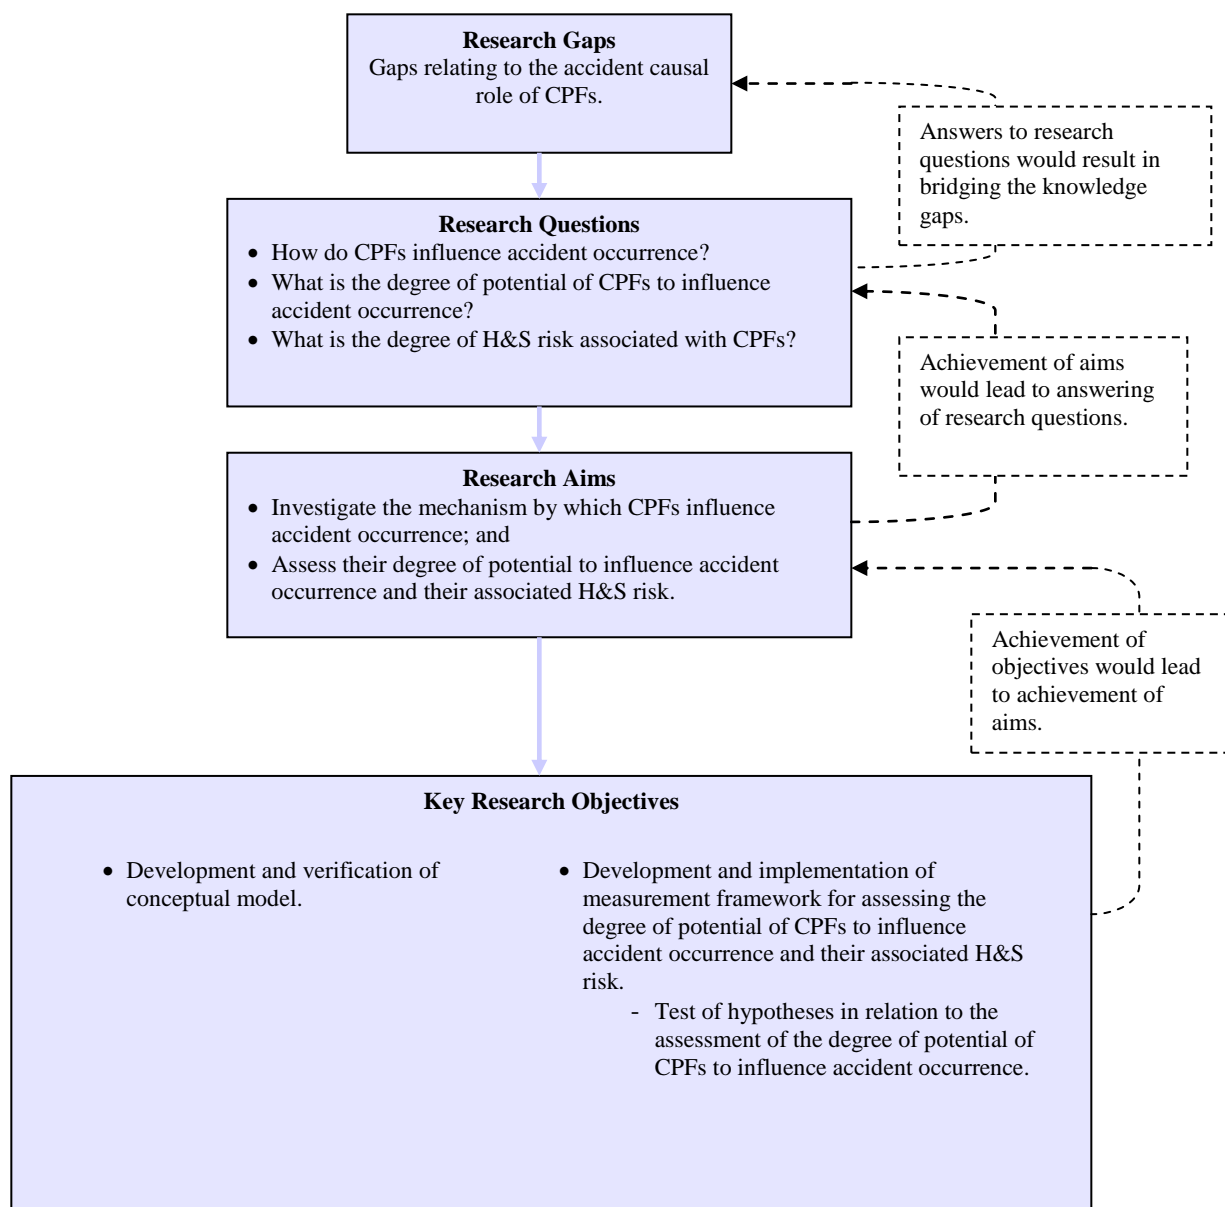 Research Gaps
Gaps relating to the accident causal
role of CPFs.
Answers to research
questions would result in
bridging the knowledge
gaps.
Research Questions
• How do CPFs influence accident occurrence?
• What is the degree of potential of CPFs to influence
accident occurrence?
• What is the degree of H&S risk associated with CPFs?
Achievement of aims
would lead to answering
of research questions.
Research Aims
• Investigate the mechanism by which CPFs influence
accident occurrence; and
• Assess their degree of potential to influence accident
occurrence and their associated H&S risk.
Achievement of
objectives would lead
to achievement of
aims.
Key Research Objectives
• Development and verification of
conceptual model.
• Development and implementation of
measurement framework for assessing the
degree of potential of CPFs to influence
accident occurrence and their associated H&S
risk.
- Test of hypotheses in relation to the
assessment of the degree of potential of
CPFs to influence accident occurrence.